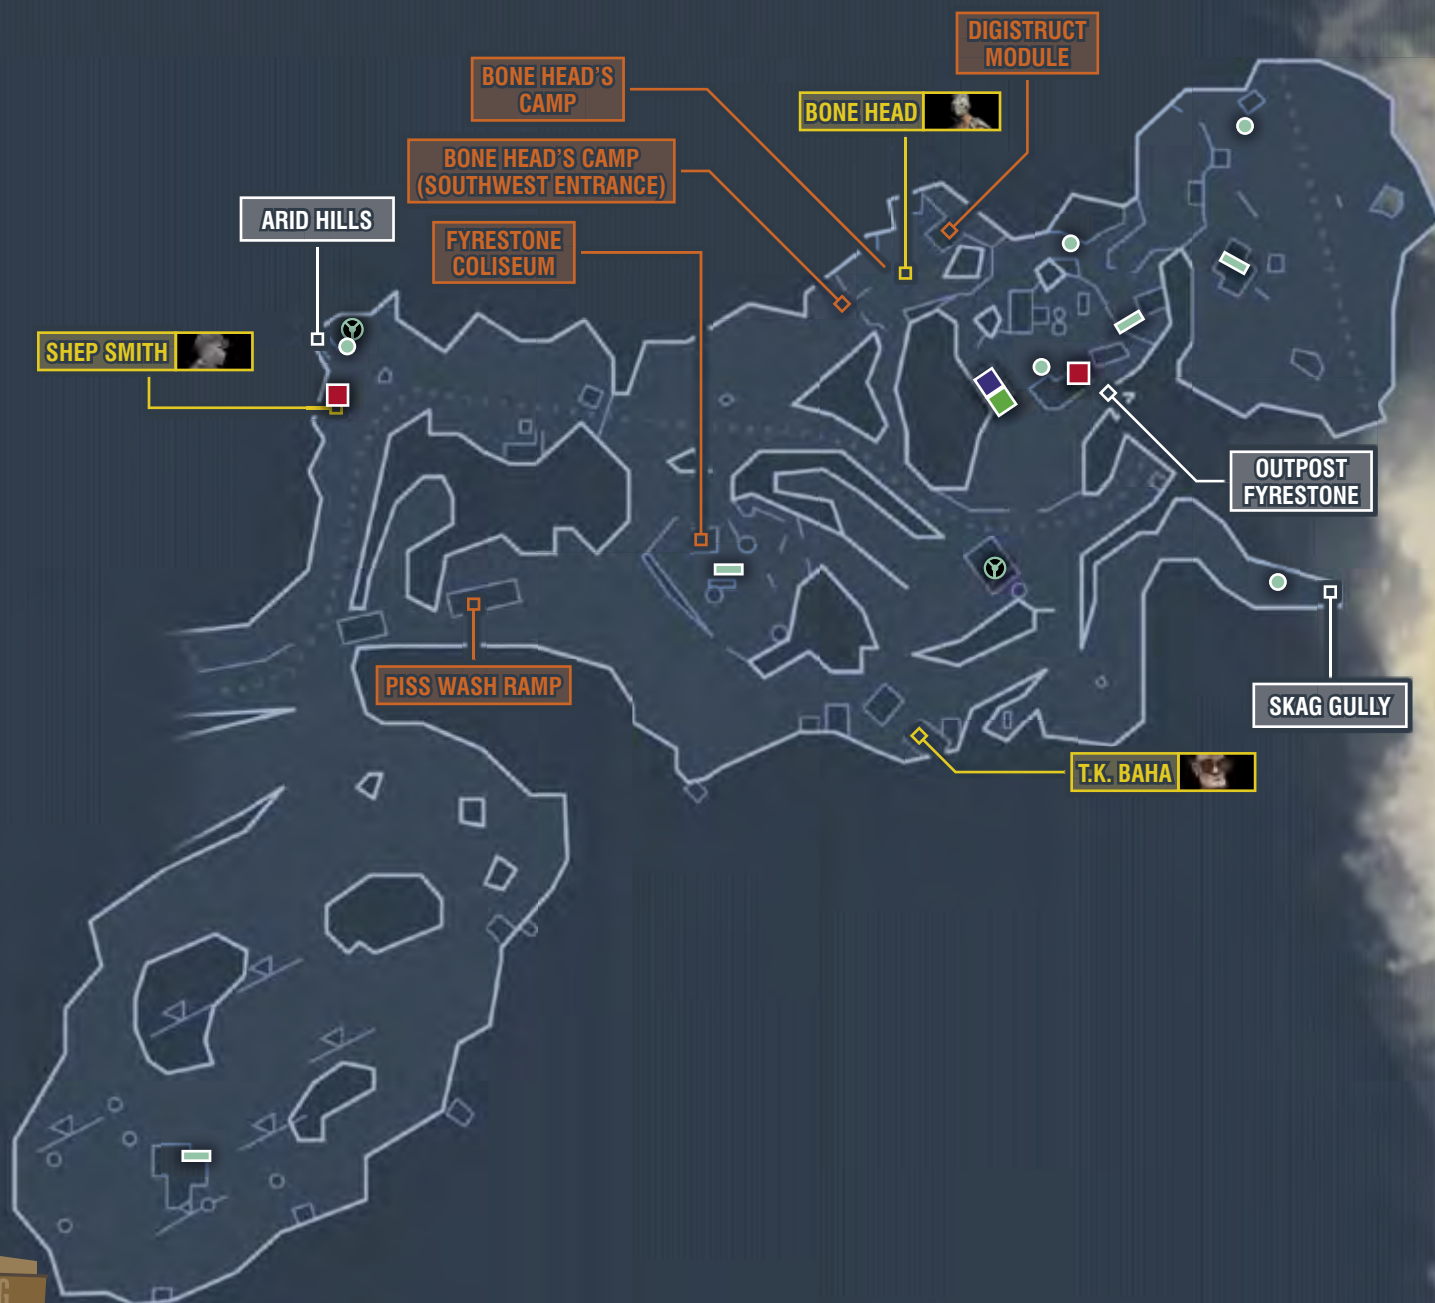 DIGISTRUCT
MODULE
BONE HEAD'S
CAMP
BONE HEAD
BONE HEAD'S CAMP
(SOUTHWEST ENTRANCE)
ARID HILLS
FYRESTONE
COLISEUM
SHEP SMITH
OUTPOST
FYRESTONE
PISS WASH RAMP
SKAG GULLY
T.K. BAHA